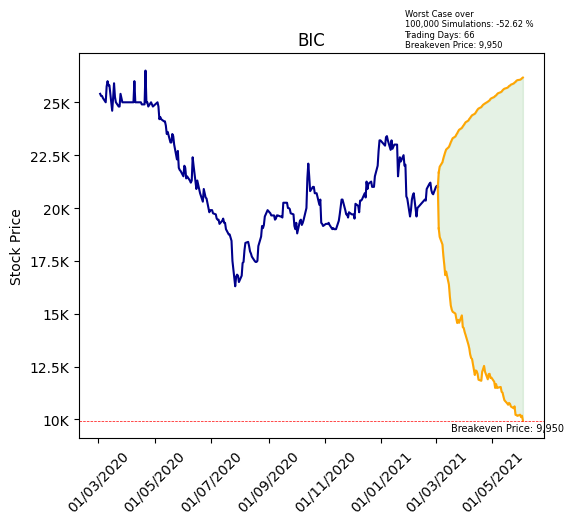 Worst Case over
100,000 Simulations: -52.62 %
Trading Days: 66
Breakeven Price: 9,950
BIC
Stock Price
25K
22.5K
20K
17.5K
15K
12.5K
10K
Breakeven Price: 9,950
01/03/2020
01/05/2020
01/07/2020
01/09/2020
01/11/2020
01/01/2021
01/03/2021
01/05/2021